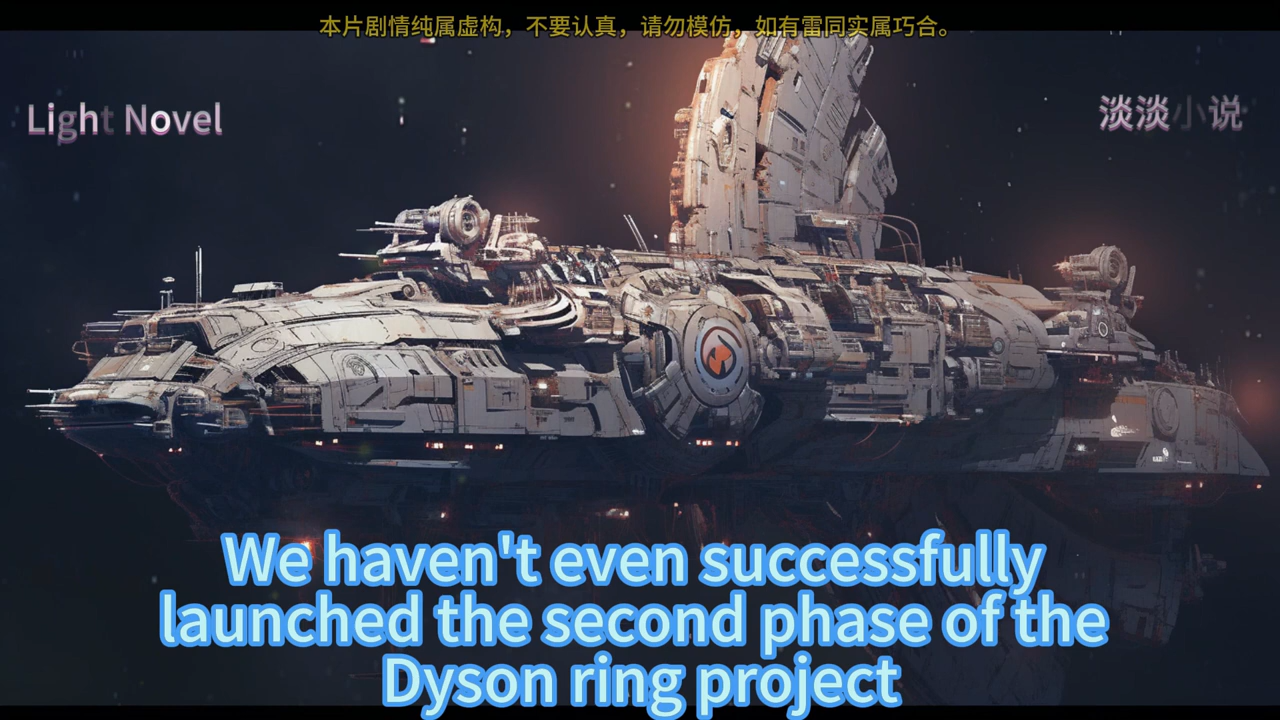 本片剧情纯属虚构，不要认真，请勿模仿，如有雷同实属巧合。
Light Novel
淡淡小说
We haven't even successfully
launched the second phase of the
Dyson ring project